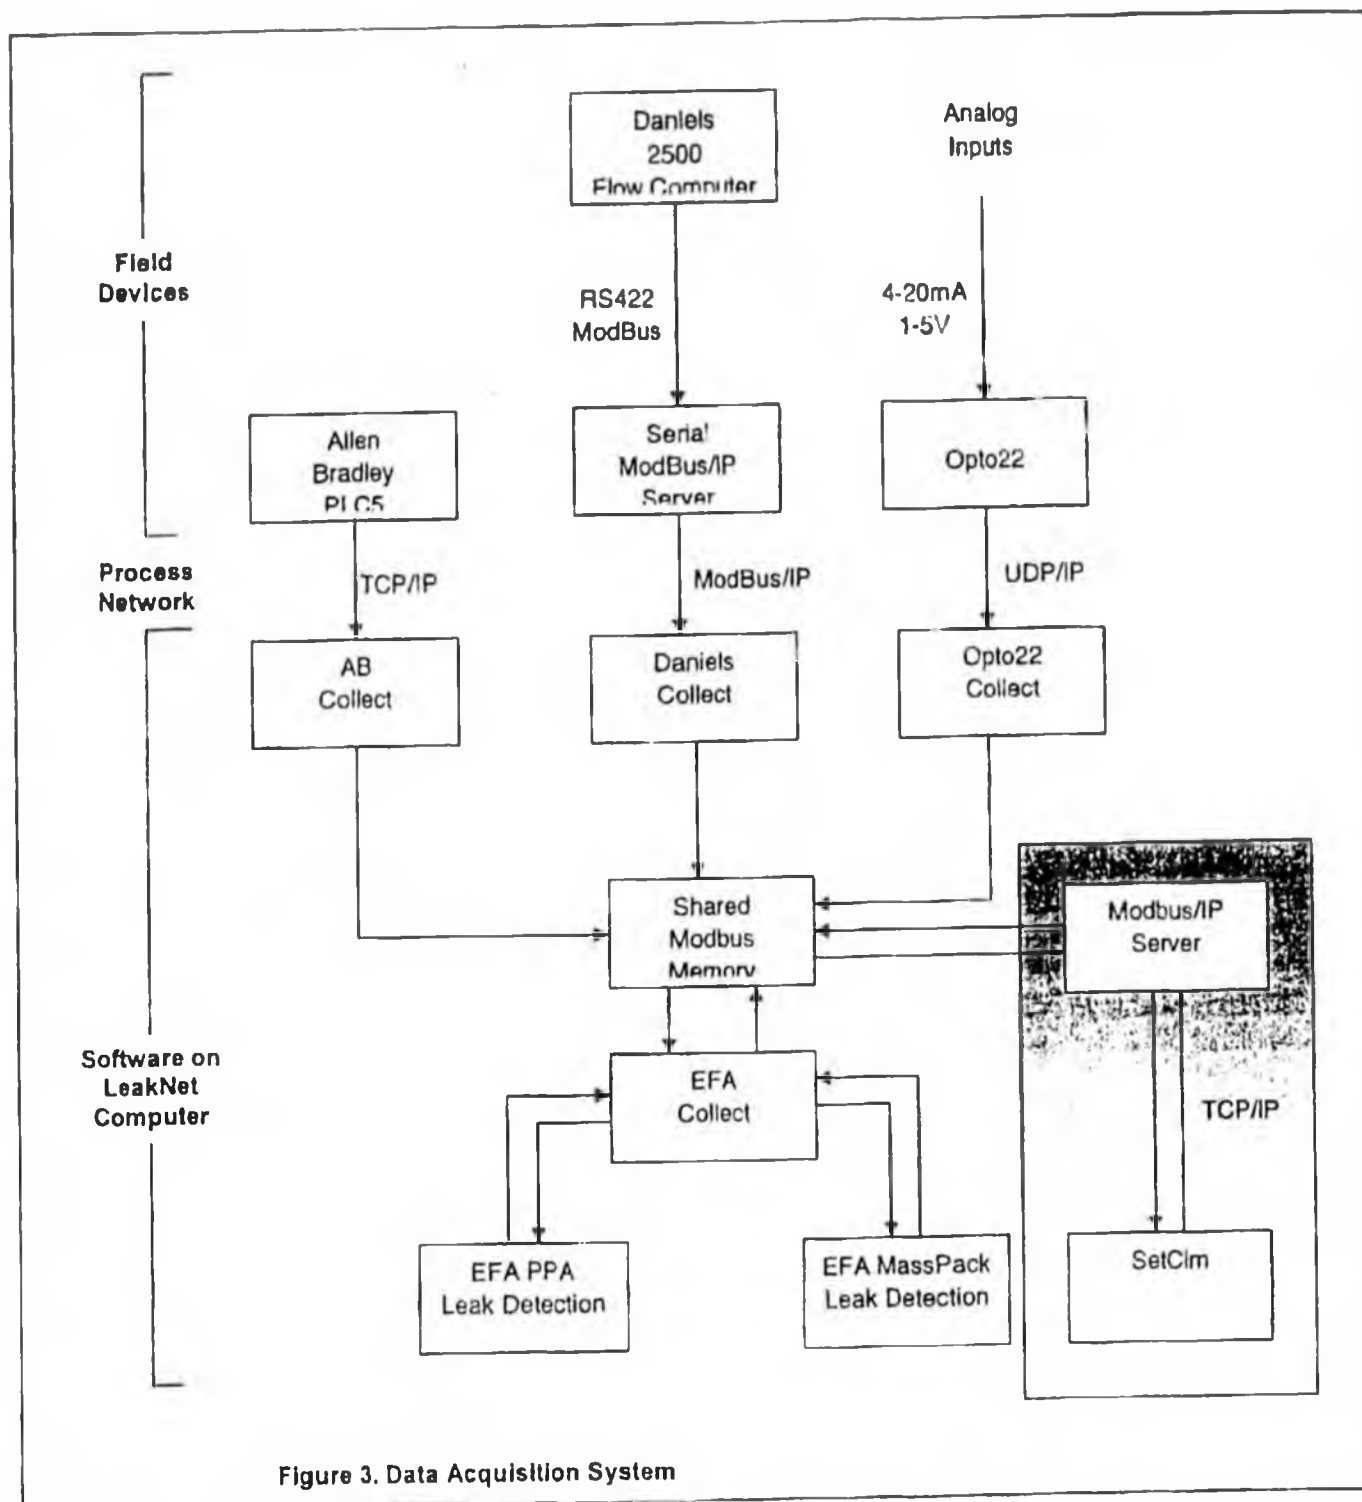 Daniels
2500
Flow Computer
Analog
Inputs
Field
Devices
RS422
ModBus
4-20mA
1-5V
Allen
Bradley
PLC5
Serial
ModBus/IP
Server
Opto22
Process
Network
TCP/IP
ModBus/IP
UDP/IP
AB
Collect
Daniels
Collect
Opto22
Collect
Shared
Modbus
Memory
Modbus/IP
Server
Software on
LeakNet
Computer
EFA
Collect
TCP/IP
EFA PPA
Leak Detection
EFA MassPack
Leak Detection
SetCim
Figure 3. Data Acquisition System